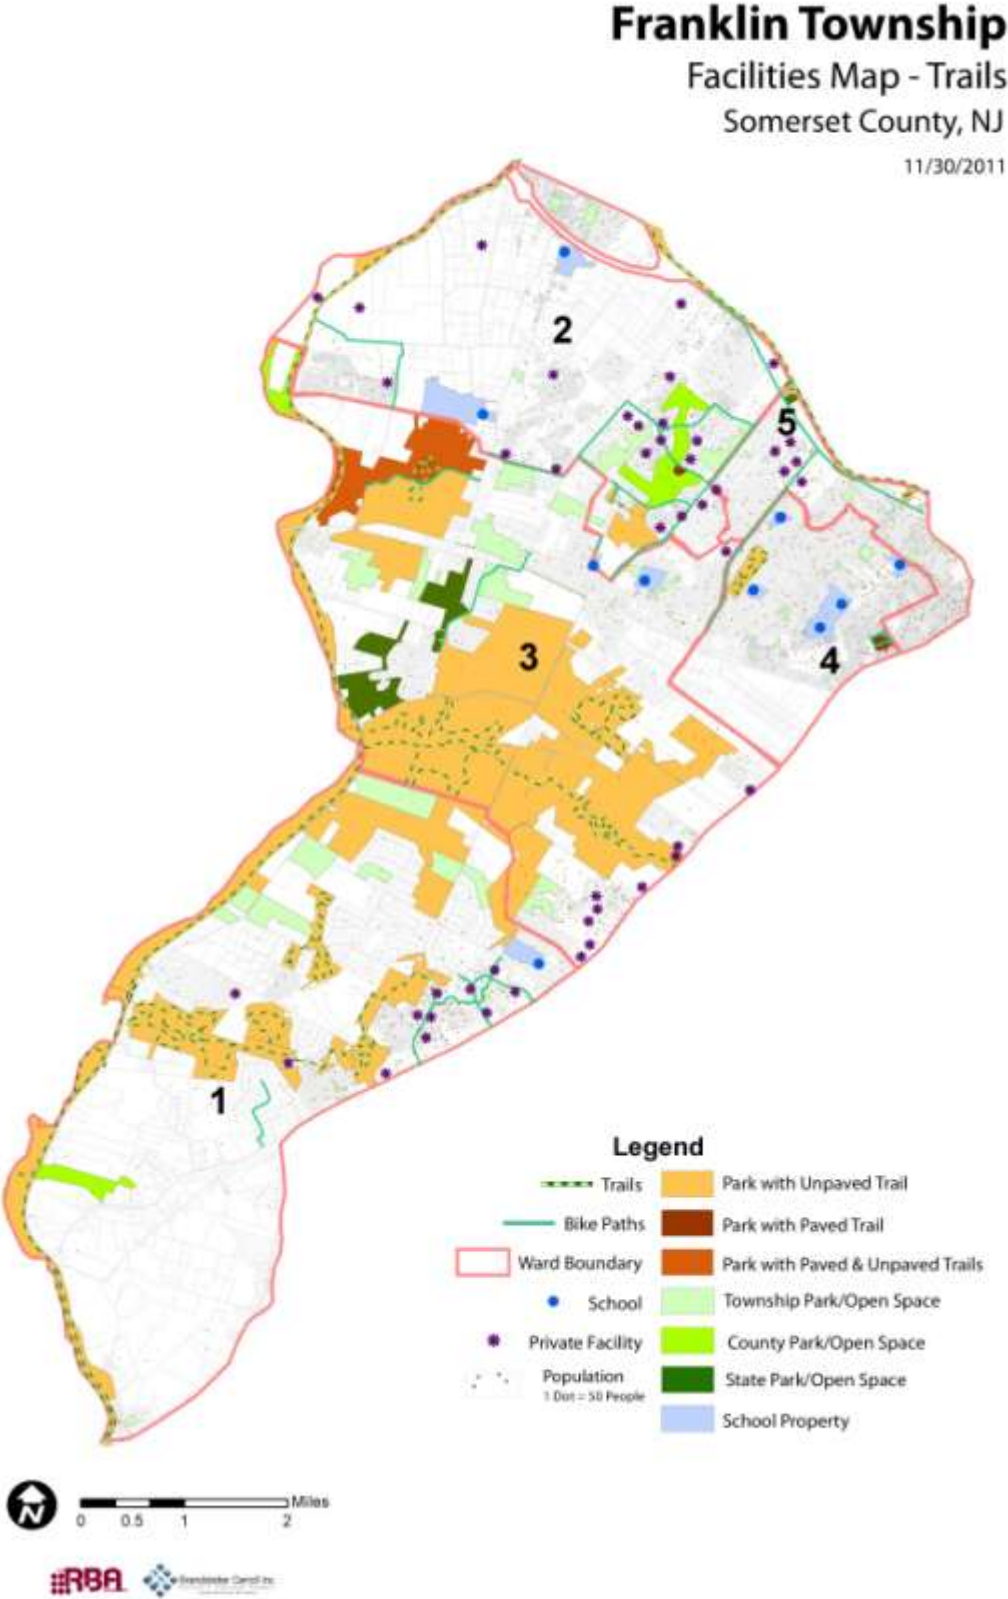 Franklin Township
Facilities Map - Trails
Somerset County, NJ
11/30/2011
2
5
3
4
1
Legend
Trails
Bike Paths
Ward Boundary
School
Private Facility
Population
1 Dot = 50 People
Park with Unpaved Trail
Park with Paved Trail
Park with Paved & Unpaved Trails
Township Park/Open Space
County Park/Open Space
State Park/Open Space
School Property
N
Miles
0 0.5 1 2
RBA